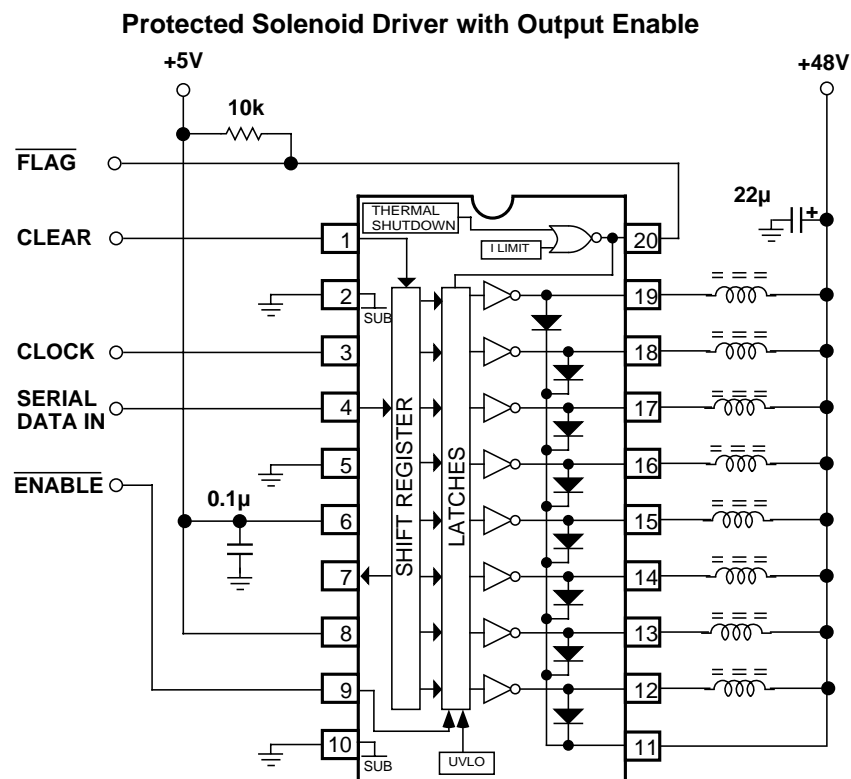 Protected Solenoid Driver with Output Enable
+5V
+48V
10k
FLAG
22µ
+
THERMAL
SHUTDOWN
I LIMIT
CLEAR
1
20
2
SUB
19
CLOCK
3
18
SERIAL
DATA IN
4
17
SHIFT REGISTER
LATCHES
5
16
ENABLE
0.1µ
6
15
7
14
8
13
9
12
10
SUB
UVLO
11